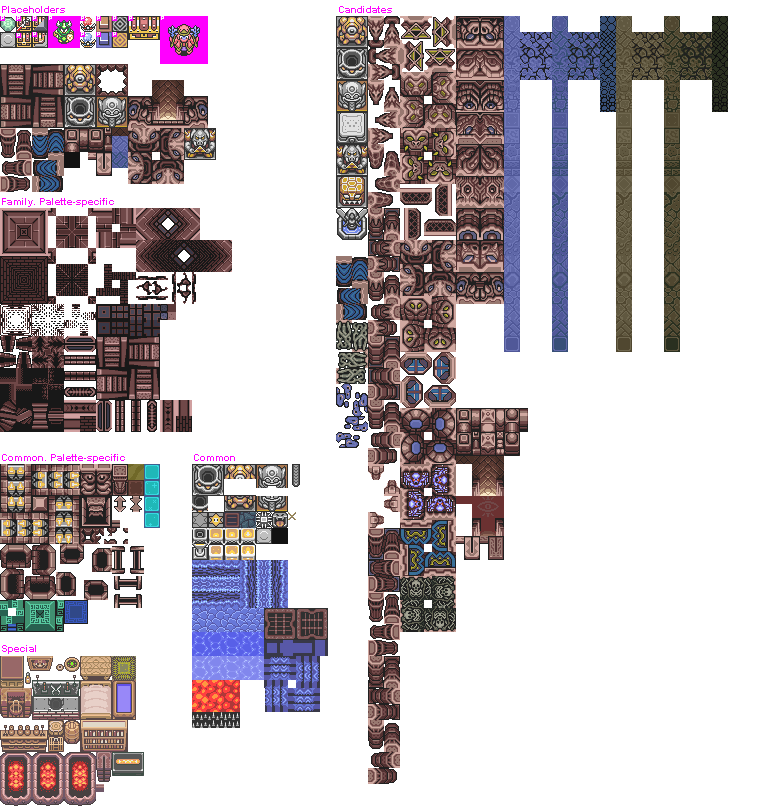 Placeholders
Candidates
Family. Palette-specific
Common. Palette-specific
Common
Special